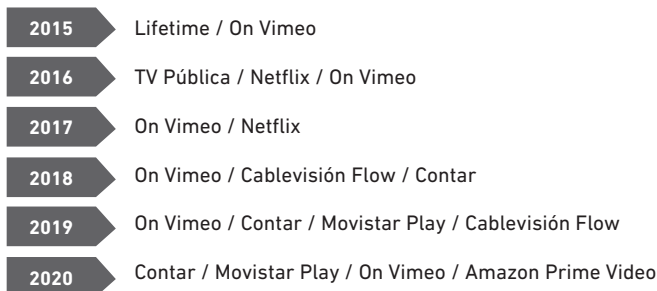 2015 Lifetime / On Vimeo
2016 TV Pública / Netflix / On Vimeo
2017 On Vimeo / Netflix
2018 On Vimeo / Cablevisión Flow / Contar
2019 On Vimeo / Contar / Movistar Play / Cablevisión Flow
2020 Contar / Movistar Play / On Vimeo / Amazon Prime Video